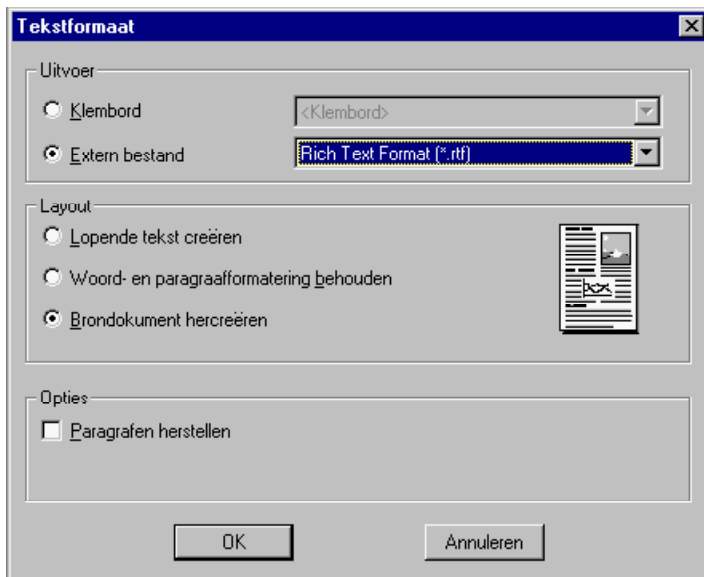 Tekstformaat
Uitvoer
Klembord
<Klembord>
Extern bestand
Rich Text Format (*.rtf)
Layout
Lopende tekst creëren
Woord- en paragraafformatering behouden
Brondokument hercreëren
Opties
Paragrafen herstellen
OK
Annuleren